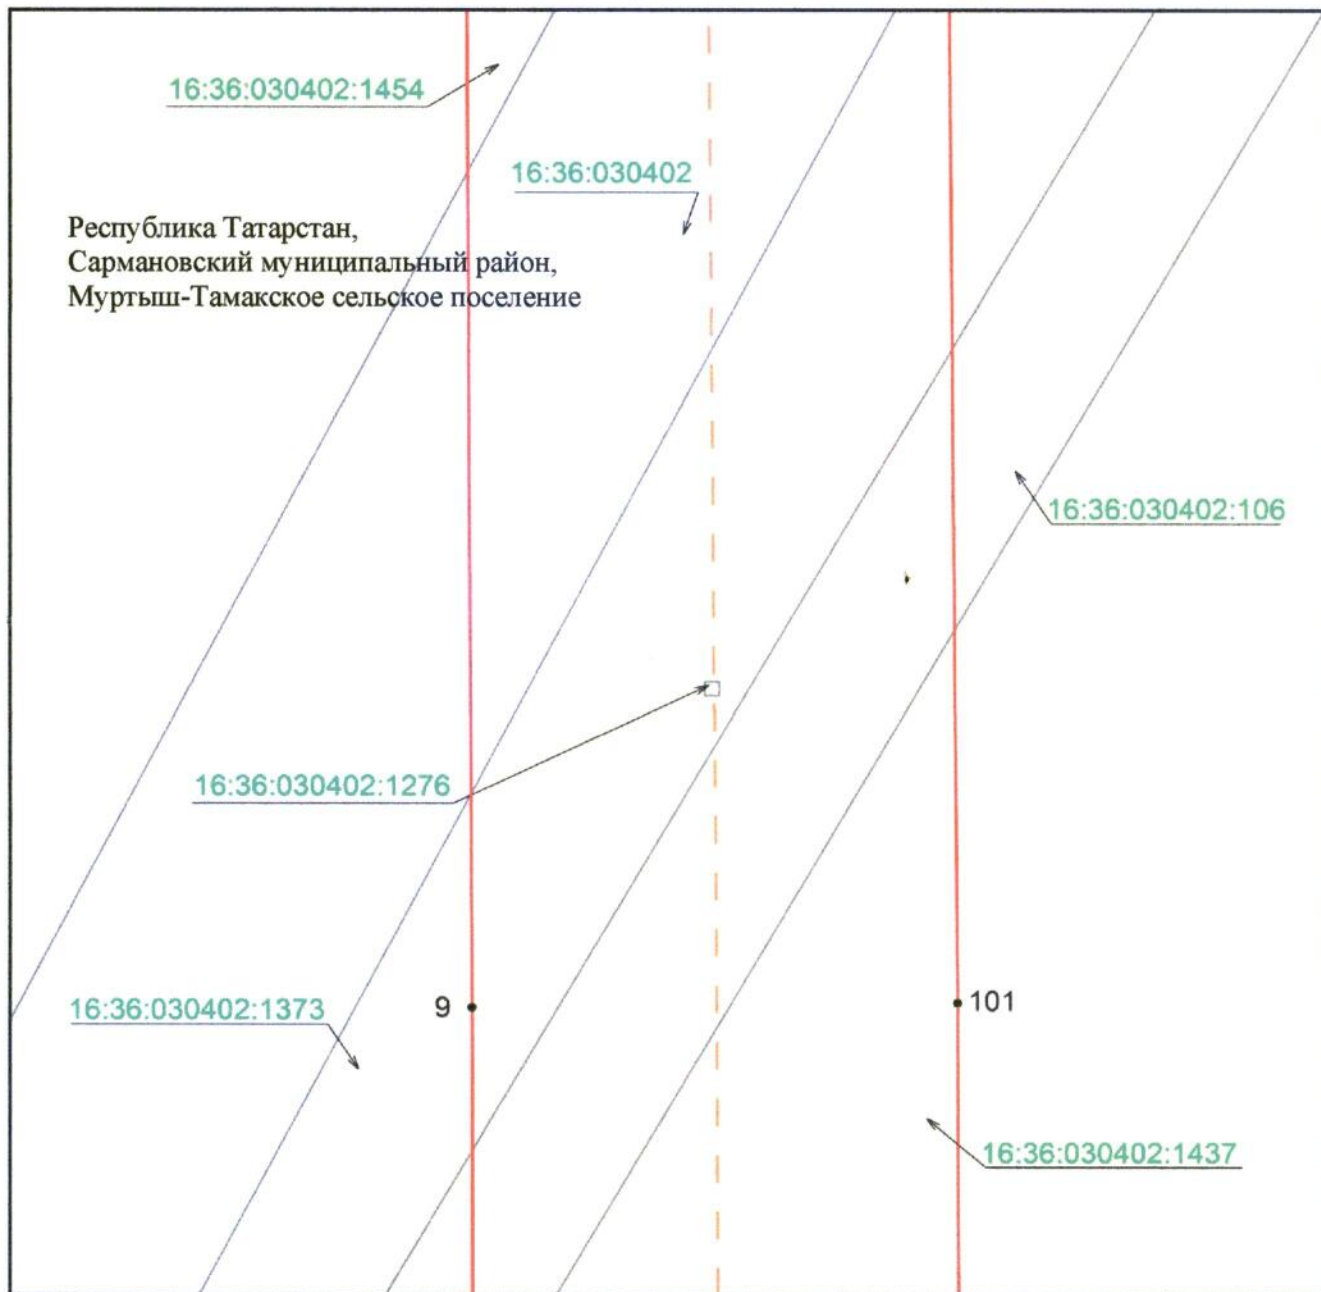 16:36:030402:1454
16:36:030402
Республика Татарстан,
Сармановский муниципальный район,
Муртыш-Тамакское сельское поселение
16:36:030402:106
16:36:030402:1276
16:36:030402:1373
9
101
16:36:030402:1437